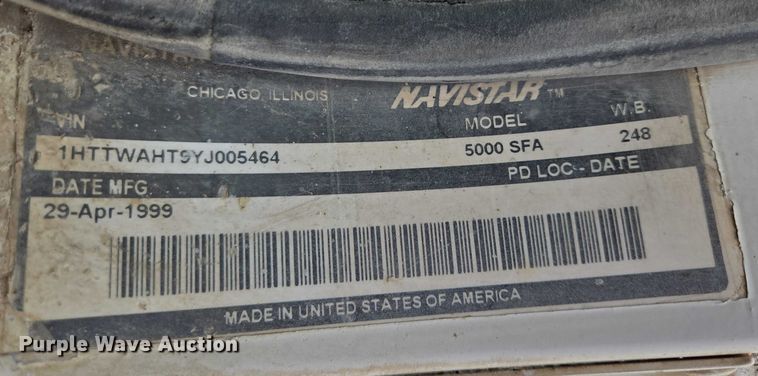 NAVISTAR
CHICAGO, ILLINOIS NAVISTAR™
VIN MODEL W.B.
1HTTWAHT9YJ005464 5000 SFA 248
DATE MFG. PD LOC - DATE
29-Apr-1999
MADE IN UNITED STATES OF AMERICA
Purple Wave Auction